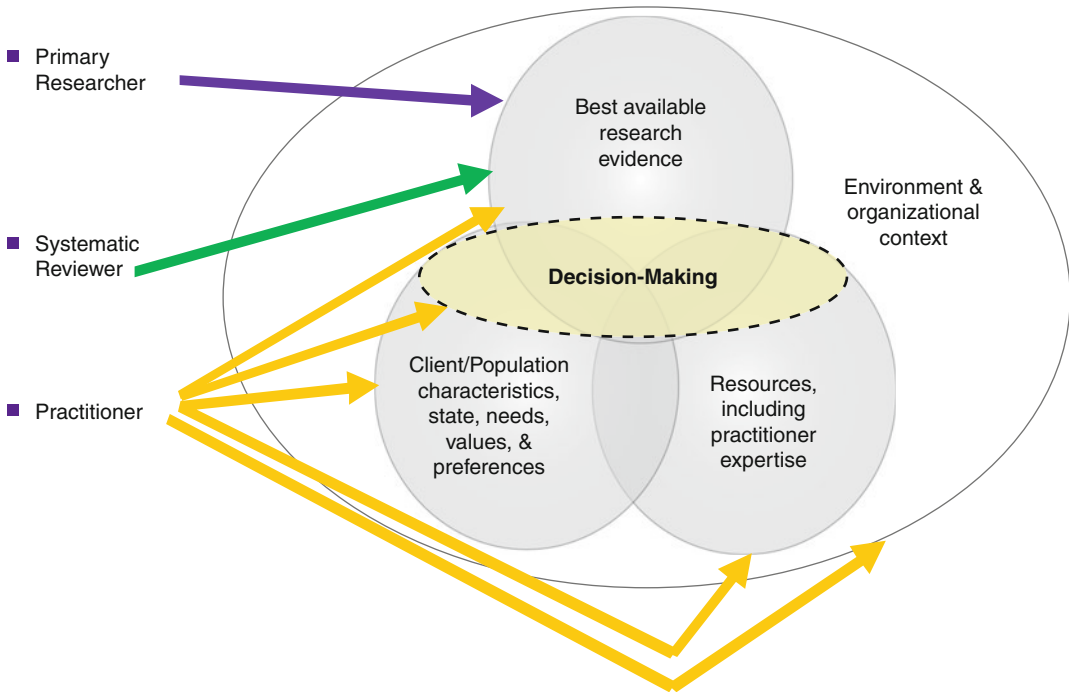 Primary
Researcher
Best available
research
evidence
Environment &
organizational
context
Systematic
Reviewer
Decision-Making
Client/Population
characteristics,
state, needs,
values, &
preferences
Resources,
including
practitioner
expertise
Practitioner